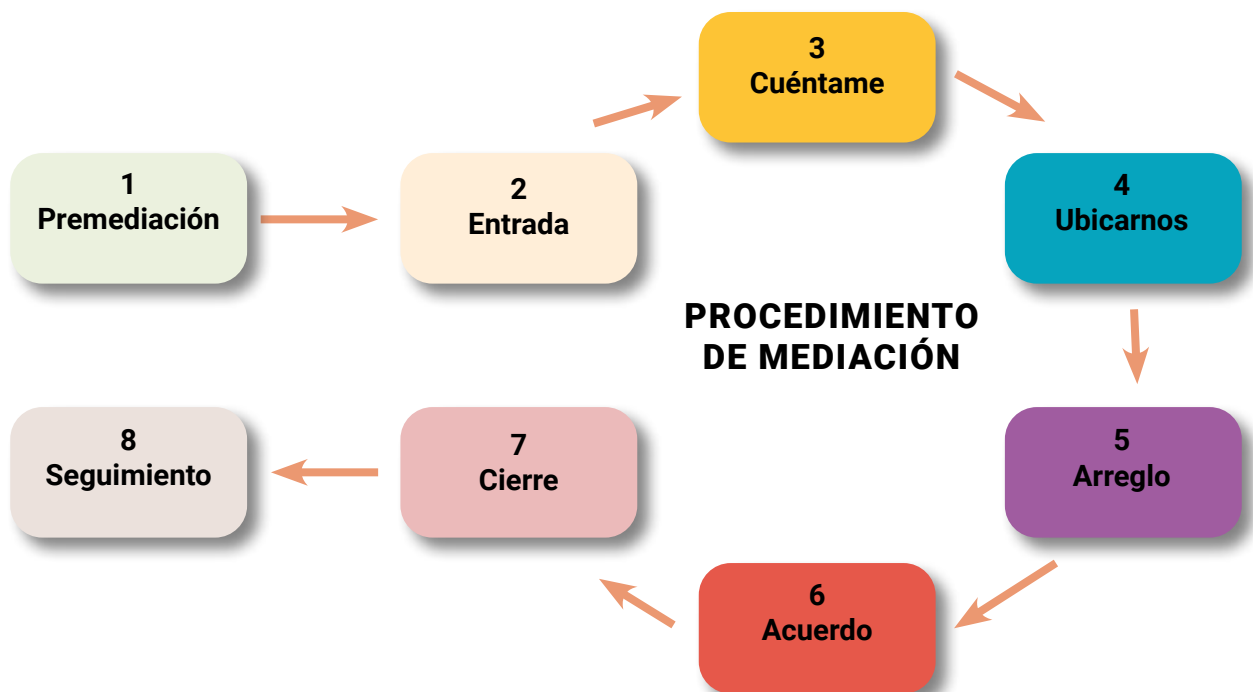 1
Premediación
2
Entrada
3
Cuéntame
4
Ubicarnos
PROCEDIMIENTO
DE MEDIACIÓN
5
Arreglo
6
Acuerdo
7
Cierre
8
Seguimiento